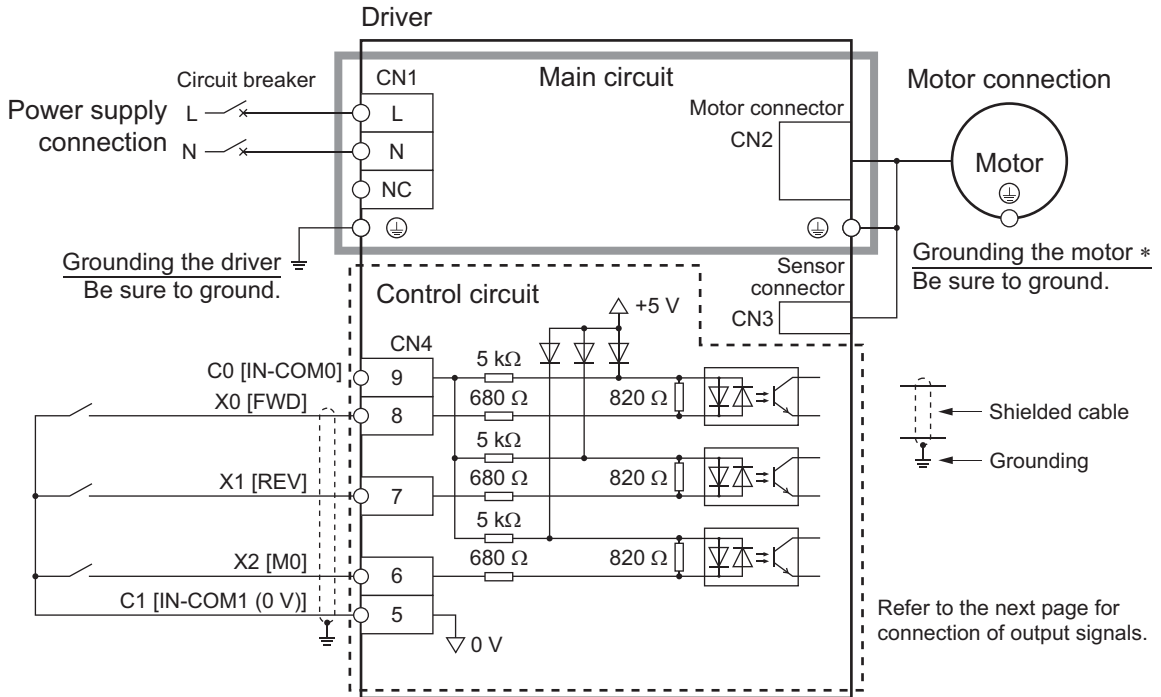 Driver
Circuit breaker
CN1
Main circuit
Motor connection
Power supply
connection
L
L
Motor connector
CN2
N
N
Motor
NC
Grounding the driver
Be sure to ground.
Grounding the motor *
Be sure to ground.
Sensor
connector
CN3
Control circuit
+5 V
CN4
C0 [IN-COM0]
9
5 kΩ
X0 [FWD]
8
680 Ω
820 Ω
Shielded cable
Grounding
5 kΩ
X1 [REV]
7
680 Ω
820 Ω
5 kΩ
X2 [M0]
6
680 Ω
820 Ω
C1 [IN-COM1 (0 V)]
5
0 V
Refer to the next page for
connection of output signals.